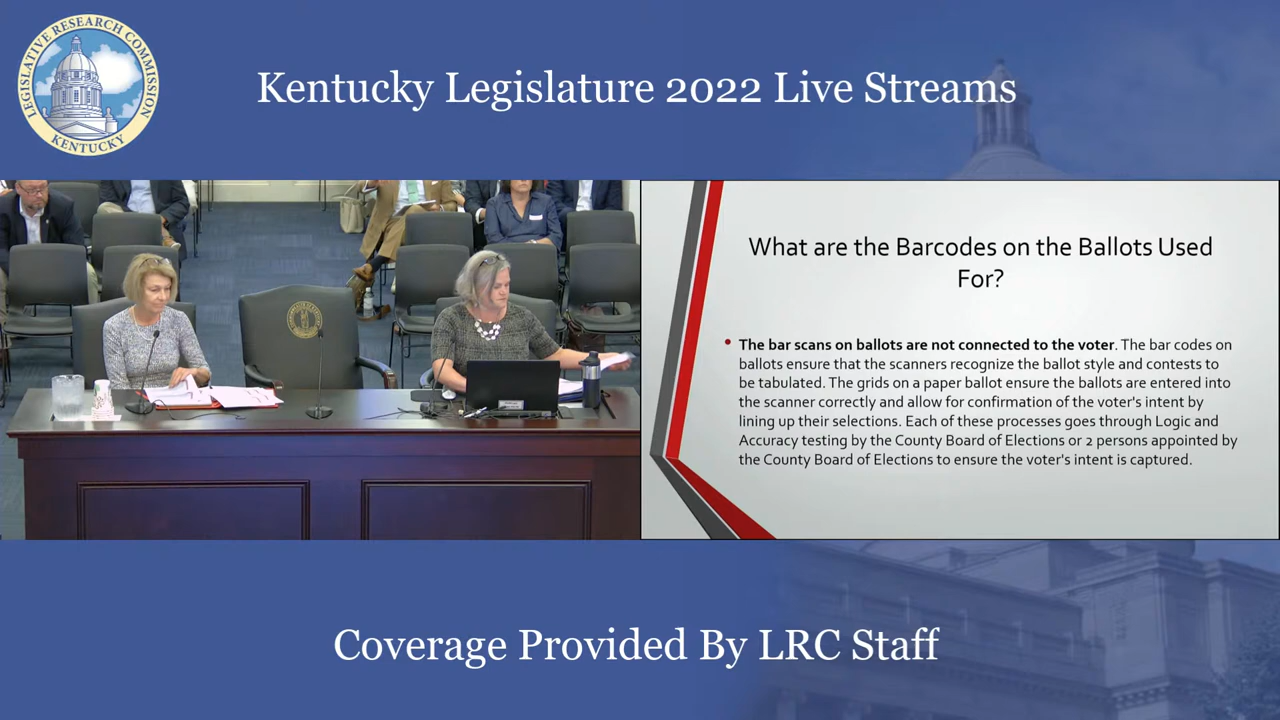 LEGISLATIVE RESEARCH COMMISSION
KENTUCKY
Kentucky Legislature 2022 Live Streams
What are the Barcodes on the Ballots Used
For?
• The bar scans on ballots are not connected to the voter. The bar codes on
ballots ensure that the scanners recognize the ballot style and contests to
be tabulated. The grids on a paper ballot ensure the ballots are entered into
the scanner correctly and allow for confirmation of the voter's intent by
lining up their selections. Each of these processes goes through Logic and
Accuracy testing by the County Board of Elections or 2 persons appointed by
the County Board of Elections to ensure the voter's intent is captured.
Coverage Provided By LRC Staff